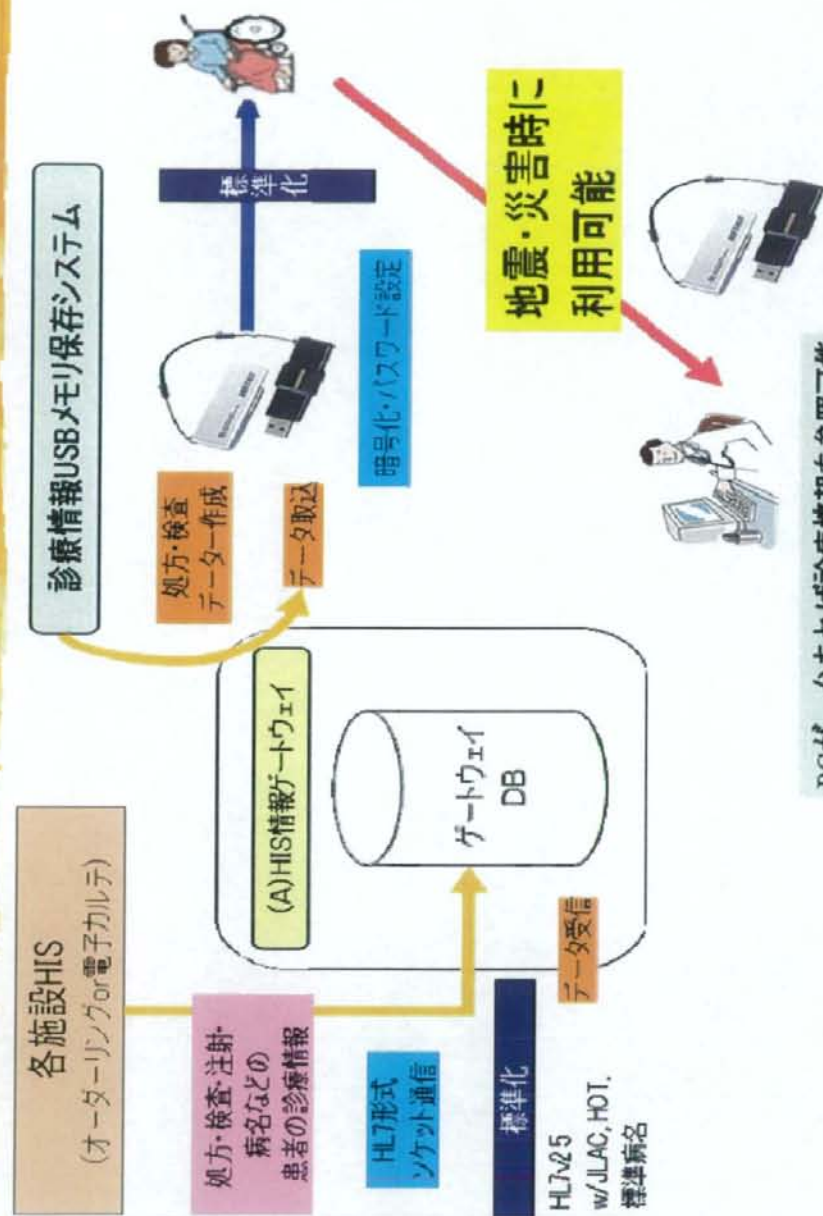 各施設HIS
(オーダーリングor電子カルテ)
処方・検査・注射・
病名などの
患者の診療情報
HL7形式
ソケット通信
標準化
HL7v2.5
w/JLAC, HOT.
標準病名
データ受信
(A)HIS情報ゲートウェイ
ゲートウェイ
DB
診療情報USBメモリ保存システム
処方・検査
データー作成
データ取込
暗号化・パスワード設定
標準化
地震・災害時に
利用可能